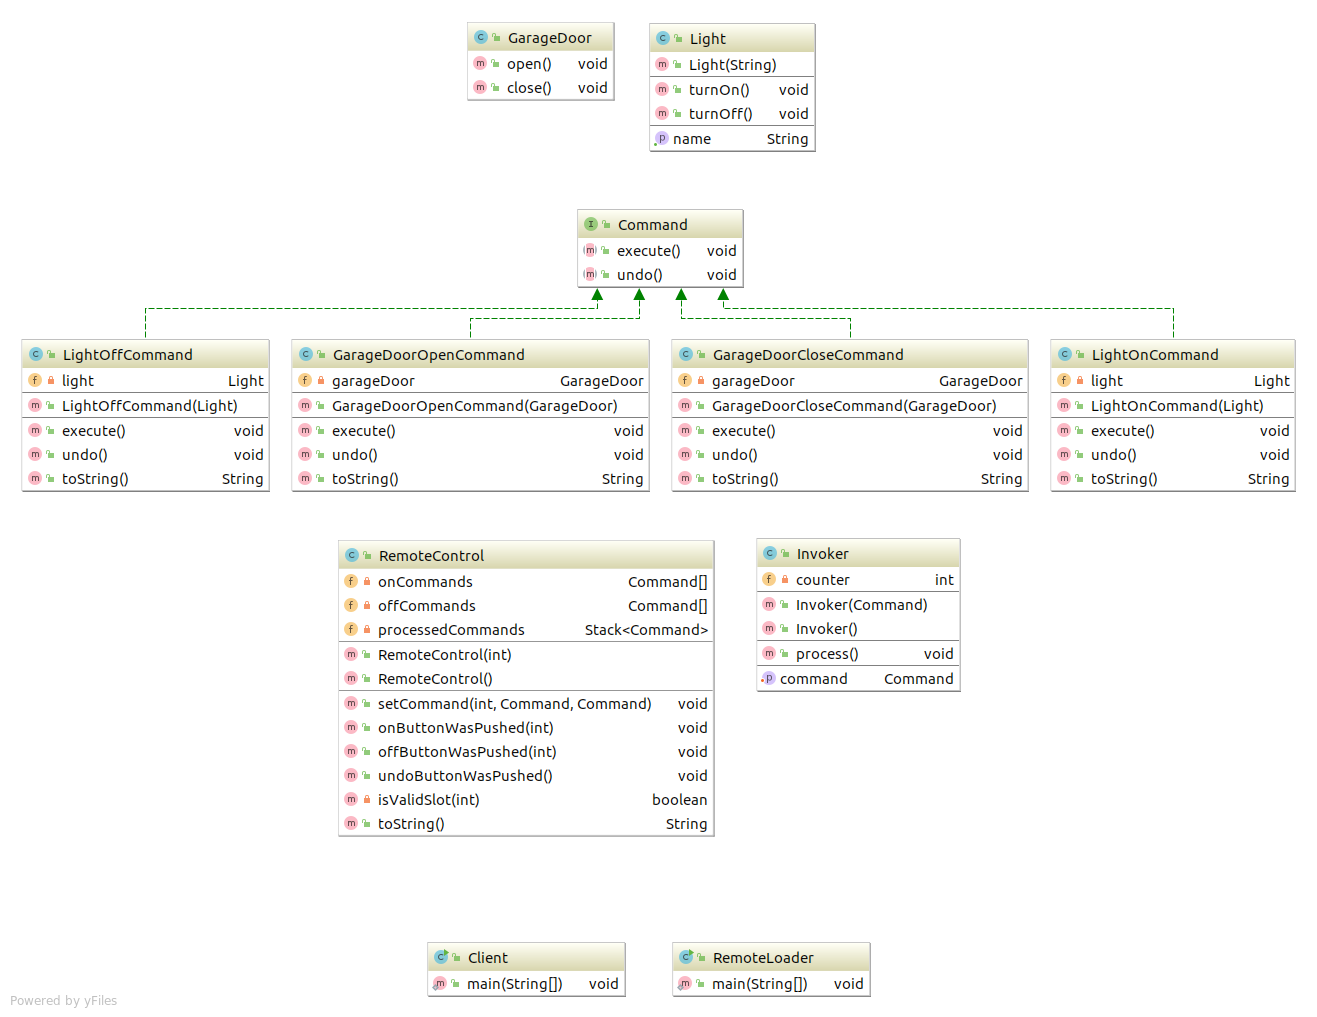 GarageDoor
open() void
close() void
Light
Light(String)
turnOn() void
turnOff() void
name String
Command
execute() void
undo() void
LightOffCommand
light Light
LightOffCommand(Light)
execute() void
undo() void
toString() String
GarageDoorOpenCommand
garageDoor GarageDoor
GarageDoorOpenCommand(GarageDoor)
execute() void
undo() void
toString() String
GarageDoorCloseCommand
garageDoor GarageDoor
GarageDoorCloseCommand(GarageDoor)
execute() void
undo() void
toString() String
LightOnCommand
light Light
LightOnCommand(Light)
execute() void
undo() void
toString() String
RemoteControl
onCommands Command[]
offCommands Command[]
processedCommands Stack<Command>
RemoteControl(int)
RemoteControl()
setCommand(int, Command, Command) void
onButtonWasPushed(int) void
offButtonWasPushed(int) void
undoButtonWasPushed() void
isValidSlot(int) boolean
toString() String
Invoker
counter int
Invoker(Command)
Invoker()
process() void
command Command
Client
main(String[]) void
RemoteLoader
main(String[]) void
Powered by yFiles